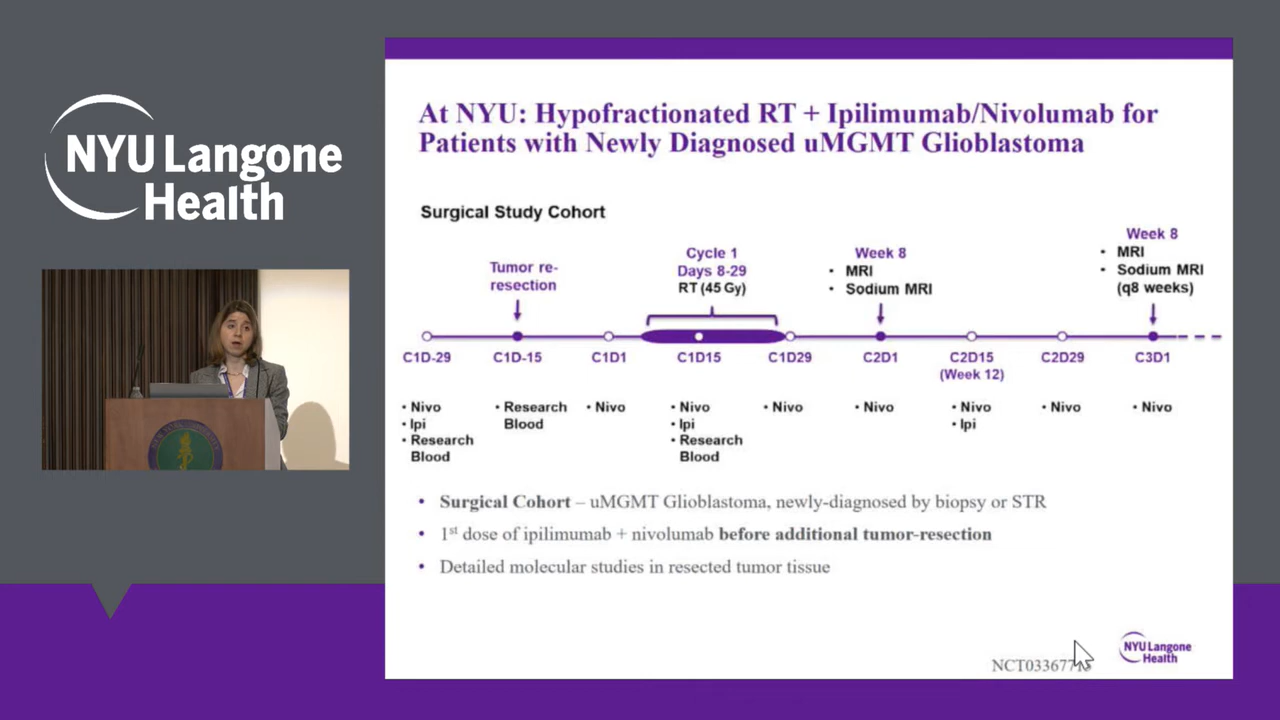 NYU Langone
Health
At NYU: Hypofractionated RT + Ipilimumab/Nivolumab for
Patients with Newly Diagnosed uMGMT Glioblastoma
Surgical Study Cohort
Tumor re-
resection
Cycle 1
Days 8-29
RT (45 Gy)
Week 8
• MRI
• Sodium MRI
Week 8
• MRI
• Sodium MRI
(q8 weeks)
C1D-29 C1D-15 C1D1 C1D15 C1D29 C2D1 C2D15 C2D29 C3D1
(Week 12)
• Nivo
• Ipi
• Research
Blood
• Research
Blood
• Nivo
• Nivo
• Ipi
• Research
Blood
• Nivo
• Nivo
• Nivo
• Ipi
• Nivo
• Nivo
• Surgical Cohort – uMGMT Glioblastoma, newly-diagnosed by biopsy or STR
• 1st dose of ipilimumab + nivolumab before additional tumor-resection
• Detailed molecular studies in resected tumor tissue
NYU Langone
Health